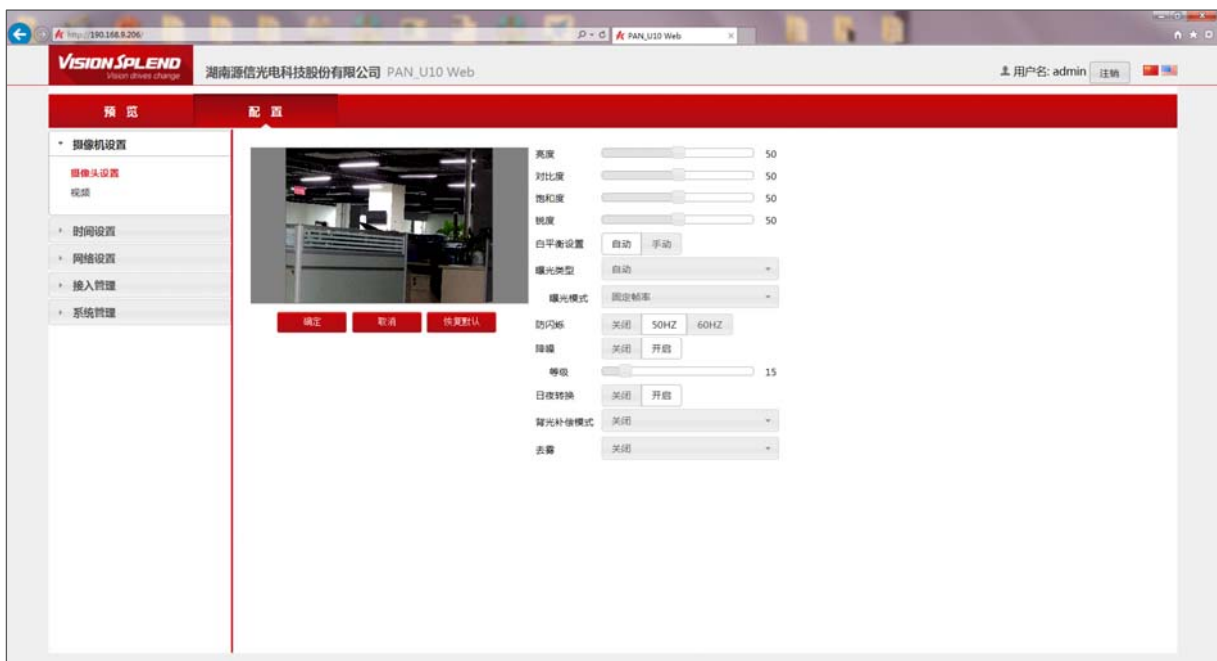 http://190.168.9.206/
PAN_U10 Web
VISION SPLEND
Vision drives change
湖南源信光电科技股份有限公司 PAN_U10 Web
用户名: admin 注销
预 览 配 置
摄像机设置
摄像头设置
视频
时间设置
网络设置
接入管理
系统管理
确定 取消 恢复默认
亮度 50
对比度 50
饱和度 50
锐度 50
白平衡设置 自动 手动
曝光类型 自动
曝光模式 固定帧率
防闪烁 关闭 50HZ 60HZ
降噪 关闭 开启
等级 15
日夜转换 关闭 开启
背光补偿模式 关闭
去雾 关闭